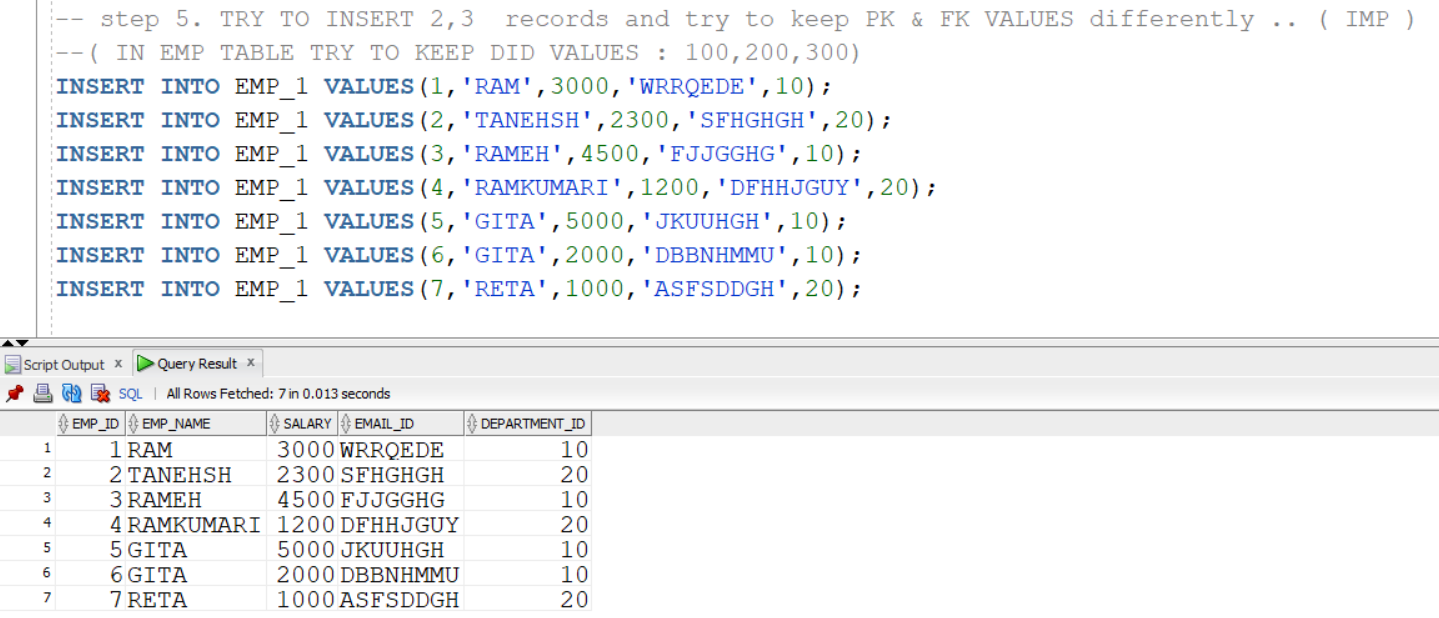 -- step 5. TRY TO INSERT 2,3  records and try to keep PK & FK VALUES differently .. ( IMP )
--( IN EMP TABLE TRY TO KEEP DID VALUES : 100,200,300)
INSERT INTO EMP_1 VALUES(1,'RAM',3000,'WRRQEDE',10);
INSERT INTO EMP_1 VALUES(2,'TANEHSH',2300,'SFHGHGH',20);
INSERT INTO EMP_1 VALUES(3,'RAMEH',4500,'FJJGGHG',10);
INSERT INTO EMP_1 VALUES(4,'RAMKUMARI',1200,'DFHHJGUY',20);
INSERT INTO EMP_1 VALUES(5,'GITA',5000,'JKUUHGH',10);
INSERT INTO EMP_1 VALUES(6,'GITA',2000,'DBBNHMMU',10);
INSERT INTO EMP_1 VALUES(7,'RETA',1000,'ASFSDDGH',20);
Script Output x Query Result x
SQL | All Rows Fetched: 7 in 0.013 seconds
EMP_ID EMP_NAME SALARY EMAIL_ID DEPARTMENT_ID
1 1 RAM 3000 WRRQEDE 10
2 2 TANEHSH 2300 SFHGHGH 20
3 3 RAMEH 4500 FJJGGHG 10
4 4 RAMKUMARI 1200 DFHHJGUY 20
5 5 GITA 5000 JKUUHGH 10
6 6 GITA 2000 DBBNHMMU 10
7 7 RETA 1000 ASFSDDGH 20